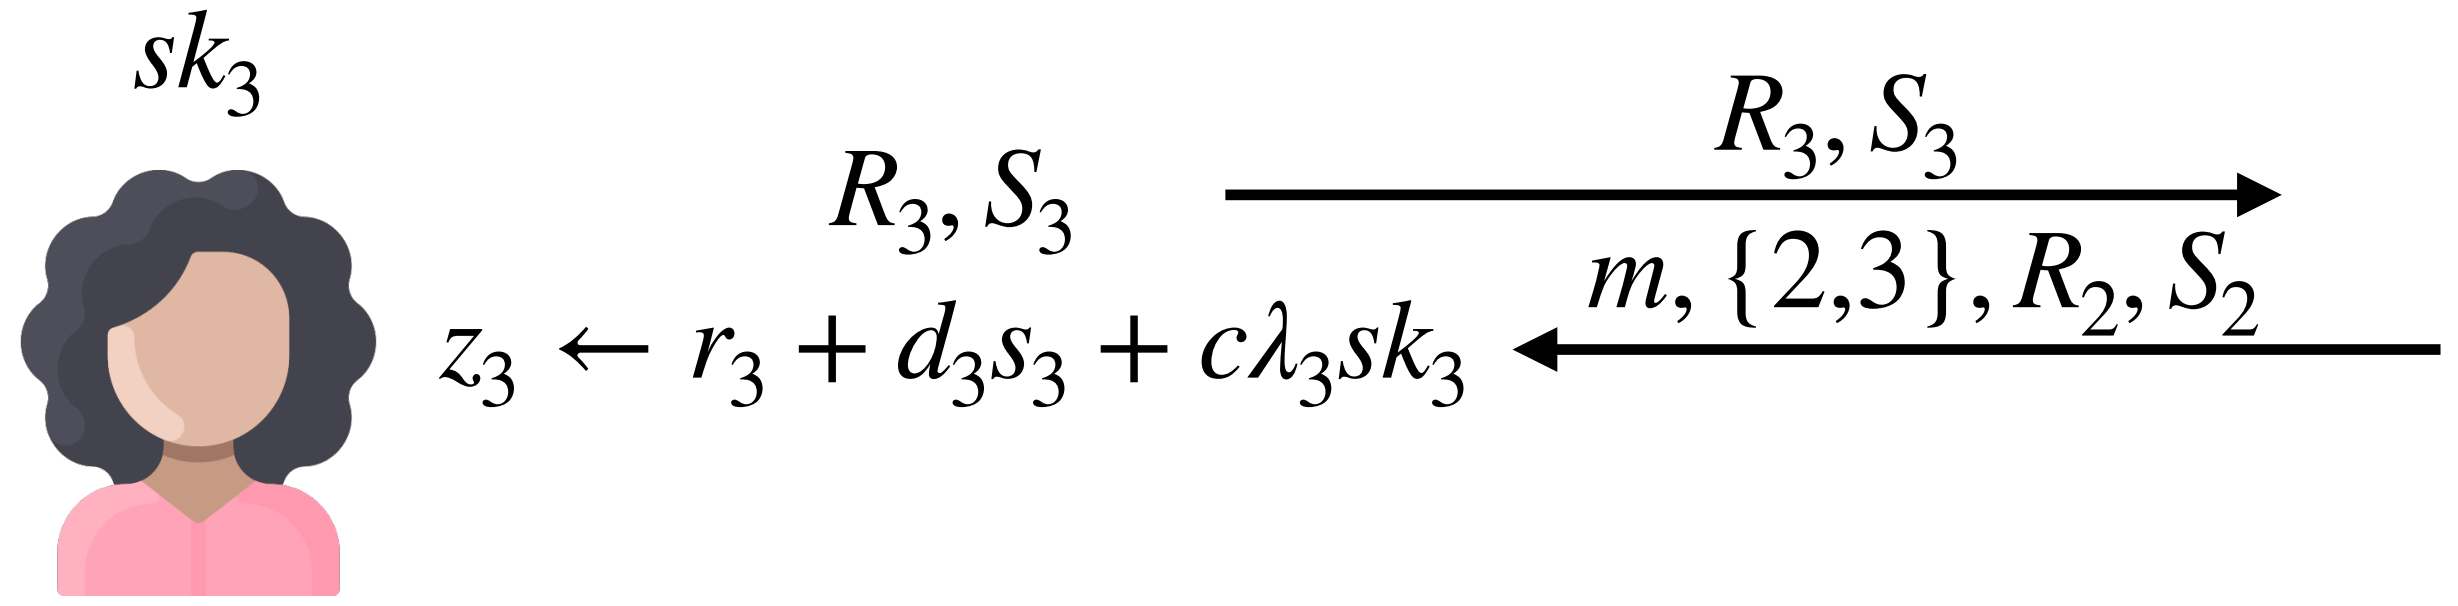 sk₃
R₃, S₃
R₃, S₃
m, {2,3}, R₂, S₂
z₃ ← r₃ + d₃s₃ + cλ₃sk₃